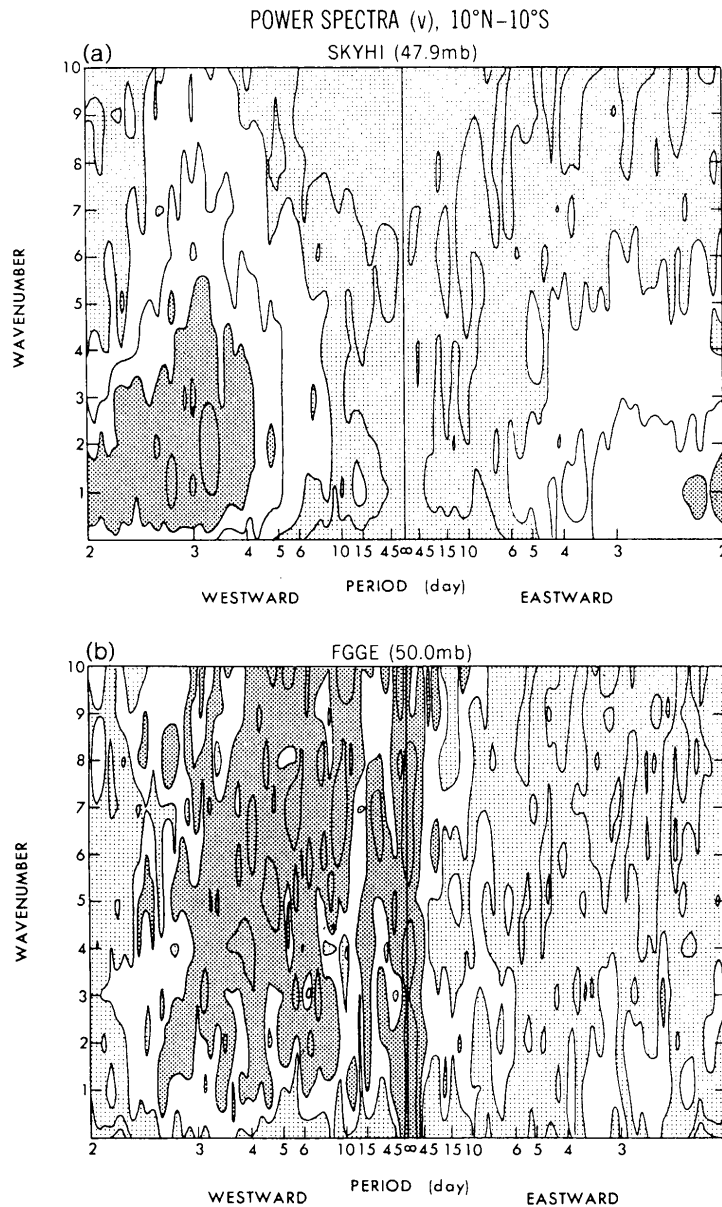 POWER SPECTRA (v), 10°N-10°S
(a) SKYHI (47.9mb)
10
9
8
7
6
5
4
3
2
1
WAVENUMBER
2 3 4 5 6 10 15 45 ∞ 45 15 10 6 5 4 3 2
WESTWARD PERIOD (day) EASTWARD
(b) FGGE (50.0mb)
10
9
8
7
6
5
4
3
2
1
WAVENUMBER
2 3 4 5 6 10 15 45 ∞ 45 15 10 6 5 4 3 2
WESTWARD PERIOD (day) EASTWARD